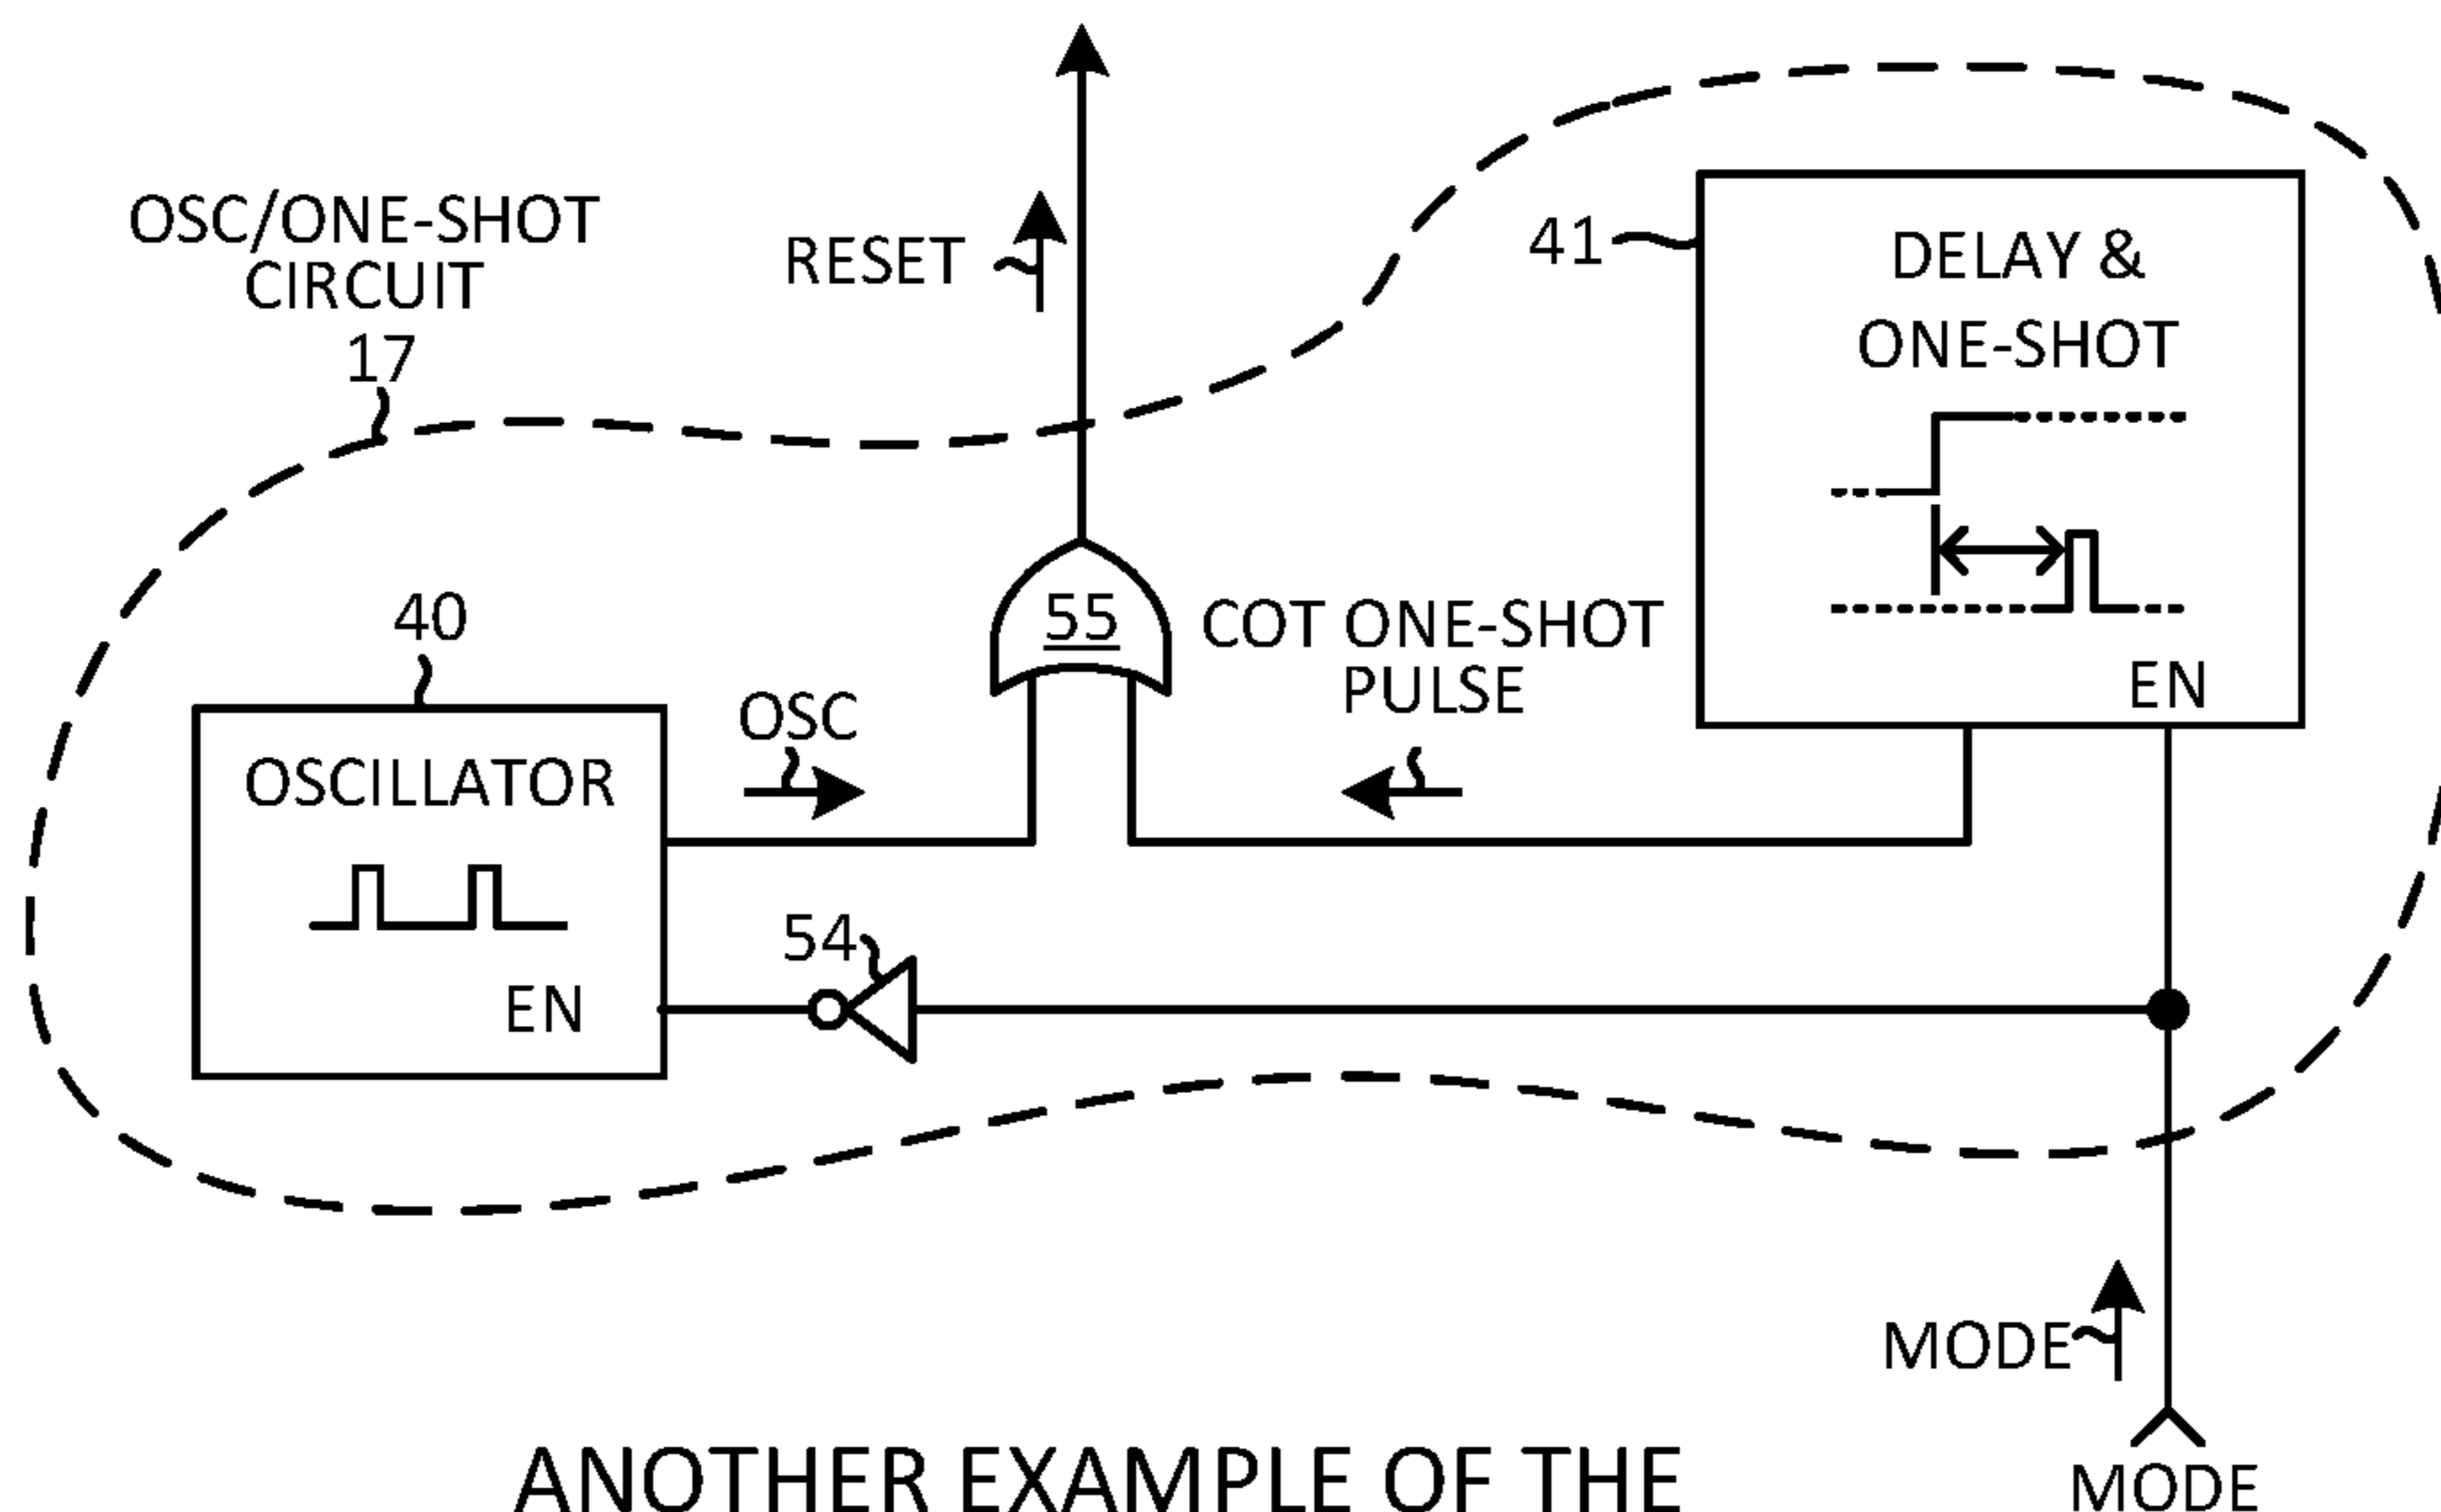 OSC/ONE-SHOT
CIRCUIT
17
RESET
41
DELAY &
ONE-SHOT
EN
40
55
COT ONE-SHOT
PULSE
OSC
OSCILLATOR
EN
54
MODE
MODE
ANOTHER EXAMPLE OF THE